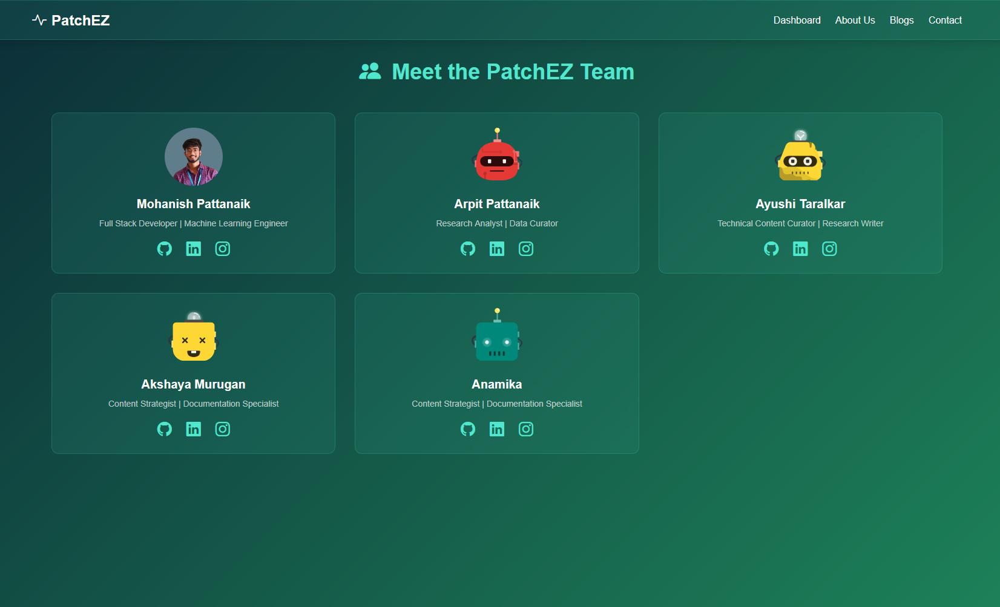 PatchEZ
Dashboard About Us Blogs Contact
Meet the PatchEZ Team
Mohanish Pattanaik
Full Stack Developer | Machine Learning Engineer
Arpit Pattanaik
Research Analyst | Data Curator
Ayushi Taralkar
Technical Content Curator | Research Writer
Akshaya Murugan
Content Strategist | Documentation Specialist
Anamika
Content Strategist | Documentation Specialist